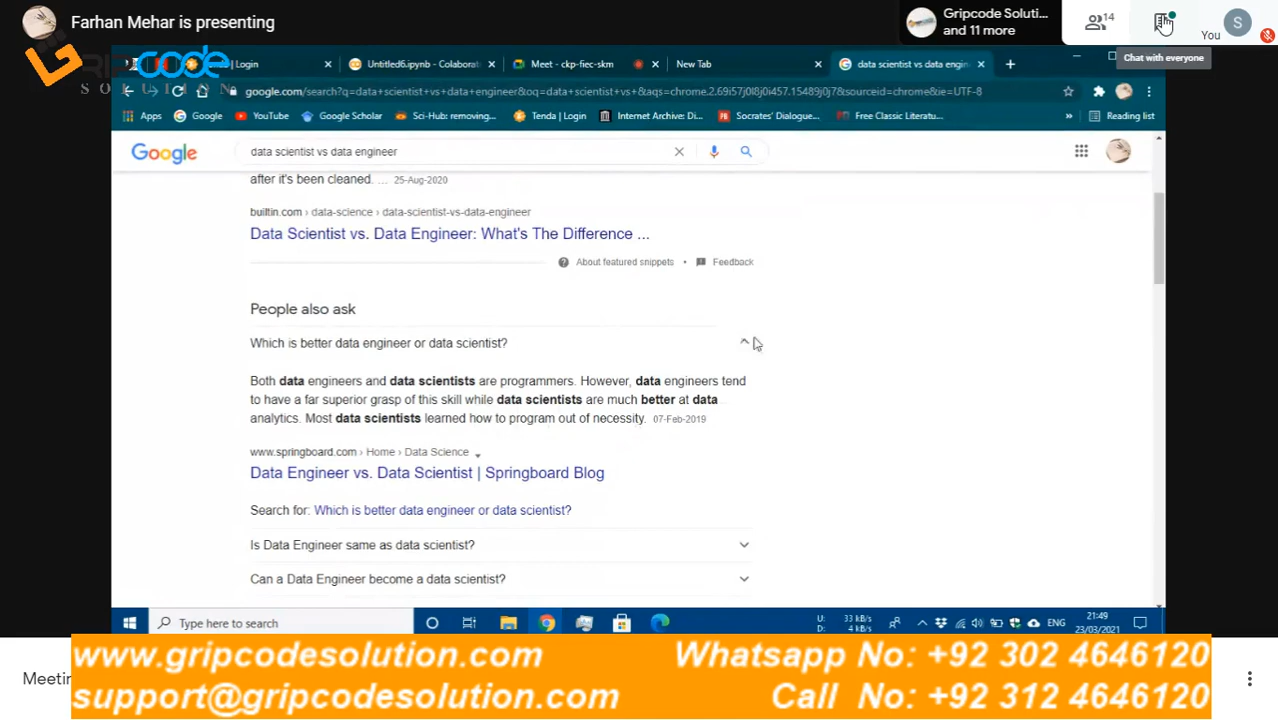 Farhan Mehar is presenting
Gripcode Soluti...
and 11 more
14
You
S
Chat with everyone
GRIPcode
| Login
Untitled6.ipynb - Colaborat
Meet - ckp-fiec-skm
New Tab
data scientist vs data engin
google.com/search?q=data+scientist+vs+data+engineer&oq=data+scientist+vs+&aqs=chrome.2.69i57j0l8j0i457.15489j0j7&sourceid=chrome&ie=UTF-8
Apps
Google
YouTube
Google Scholar
Sci-Hub: removing...
Tenda | Login
Internet Archive: Di...
Socrates' Dialogue...
Free Classic Literatu...
»
Reading list
Google
data scientist vs data engineer
after it's been cleaned. ... 25-Aug-2020
builtin.com › data-science › data-scientist-vs-data-engineer
Data Scientist vs. Data Engineer: What's The Difference ...
About featured snippets • Feedback
People also ask
Which is better data engineer or data scientist?
Both data engineers and data scientists are programmers. However, data engineers tend
to have a far superior grasp of this skill while data scientists are much better at data
analytics. Most data scientists learned how to program out of necessity. 07-Feb-2019
www.springboard.com › Home › Data Science
Data Engineer vs. Data Scientist | Springboard Blog
Search for: Which is better data engineer or data scientist?
Is Data Engineer same as data scientist?
Can a Data Engineer become a data scientist?
Type here to search
U: 33 kB/s
D: 4 kB/s
ENG
21:49
23/03/2021
Meetin
www.gripcodesolution.com
Whatsapp No: +92 302 4646120
support@gripcodesolution.com
Call No: +92 312 4646120